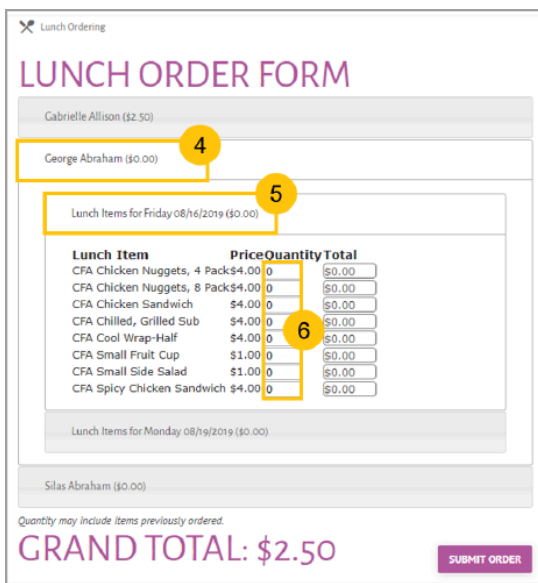 Lunch Ordering
LUNCH ORDER FORM
Gabrielle Allison ($2.50)
4
George Abraham ($0.00)
5
Lunch Items for Friday 08/16/2019 ($0.00)
Lunch Item Price Quantity Total
CFA Chicken Nuggets, 4 Pack $4.00 0 $0.00
CFA Chicken Nuggets, 8 Pack $4.00 0 $0.00
CFA Chicken Sandwich $4.00 0 $0.00
CFA Chilled, Grilled Sub $4.00 0 $0.00
6
CFA Cool Wrap-Half $4.00 0 $0.00
CFA Small Fruit Cup $1.00 0 $0.00
CFA Small Side Salad $1.00 0 $0.00
CFA Spicy Chicken Sandwich $4.00 0 $0.00
Lunch Items for Monday 08/19/2019 ($0.00)
Silas Abraham ($0.00)
Quantity may include items previously ordered.
GRAND TOTAL: $2.50
SUBMIT ORDER